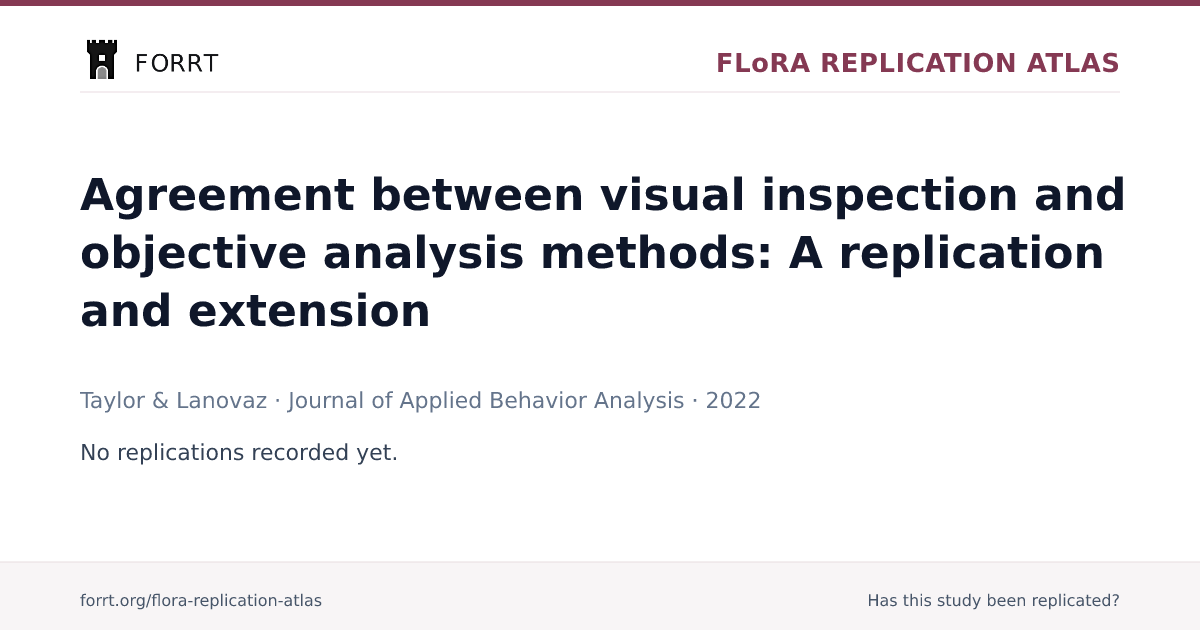 FORRT
FLoRA REPLICATION ATLAS
Agreement between visual inspection and
objective analysis methods: A replication
and extension
Taylor & Lanovaz · Journal of Applied Behavior Analysis · 2022
No replications recorded yet.
forrt.org/flora-replication-atlas
Has this study been replicated?